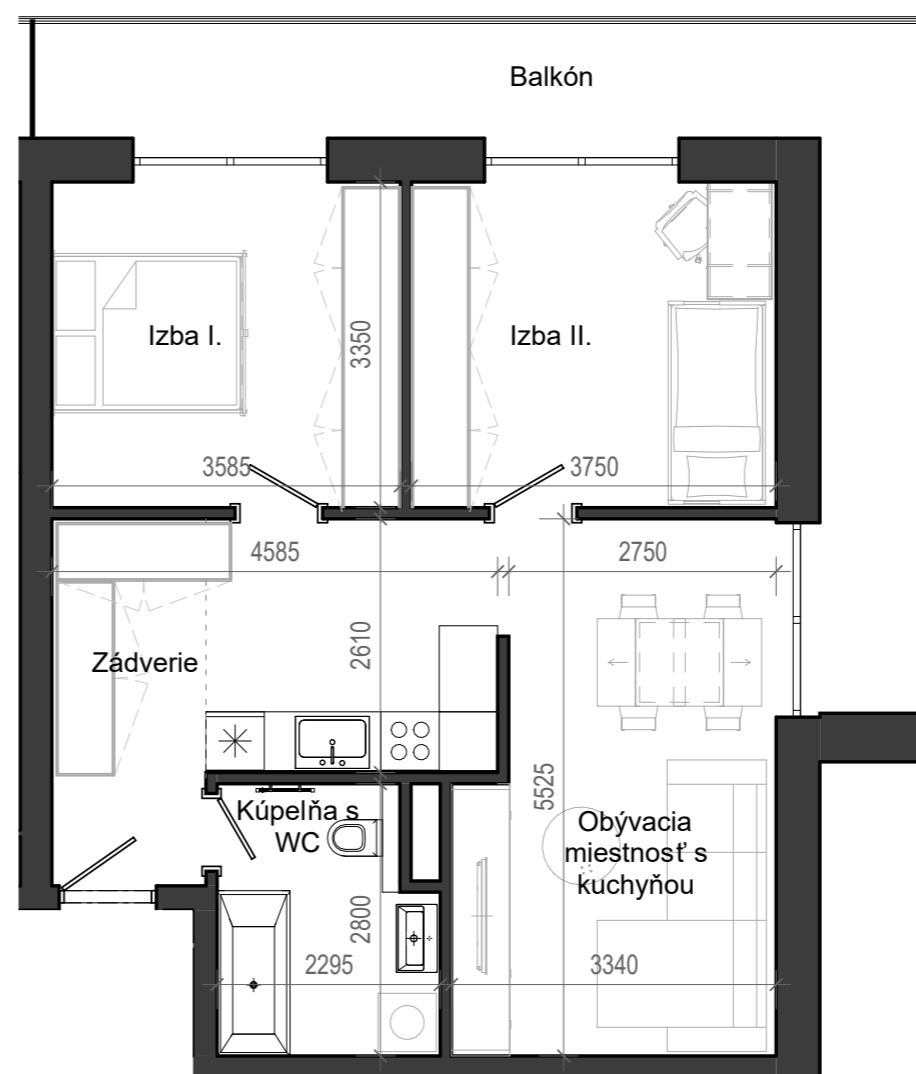 Balkón
Izba I.
Izba II.
3350
3585
3750
4585
2750
2610
Zádverie
5525
Kúpelňa s
WC
Obývacia
miestnosť s
kuchyňou
2800
2295
3340